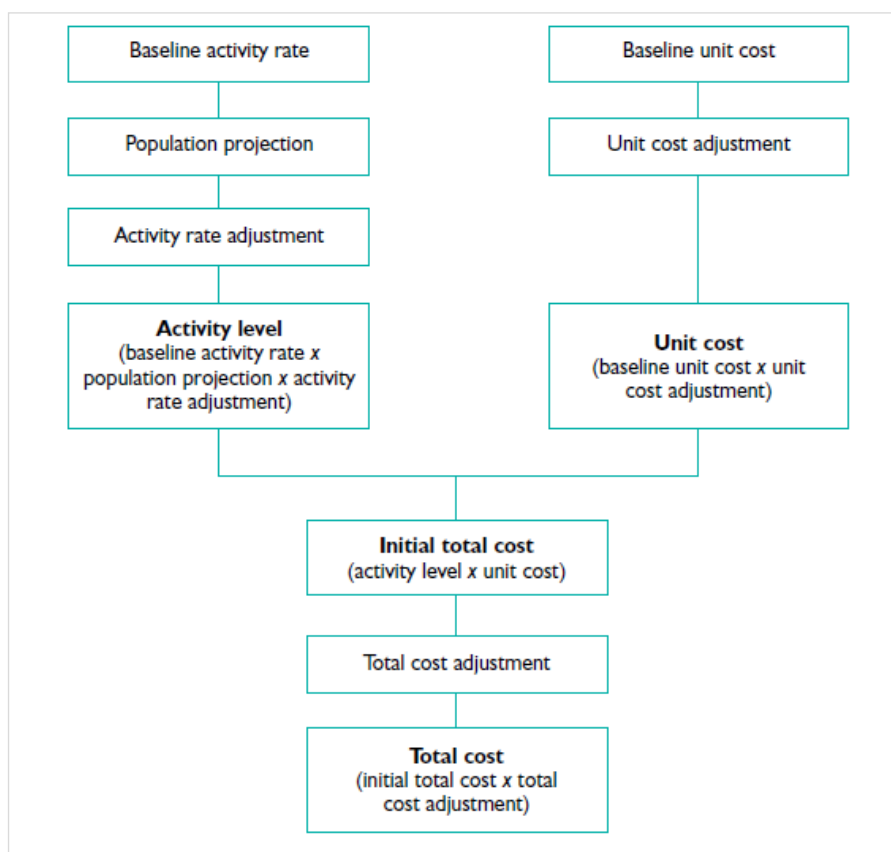 Baseline activity rate
Baseline unit cost
Population projection
Unit cost adjustment
Activity rate adjustment
Activity level
(baseline activity rate x
population projection x activity
rate adjustment)
Unit cost
(baseline unit cost x unit
cost adjustment)
Initial total cost
(activity level x unit cost)
Total cost adjustment
Total cost
(initial total cost x total
cost adjustment)